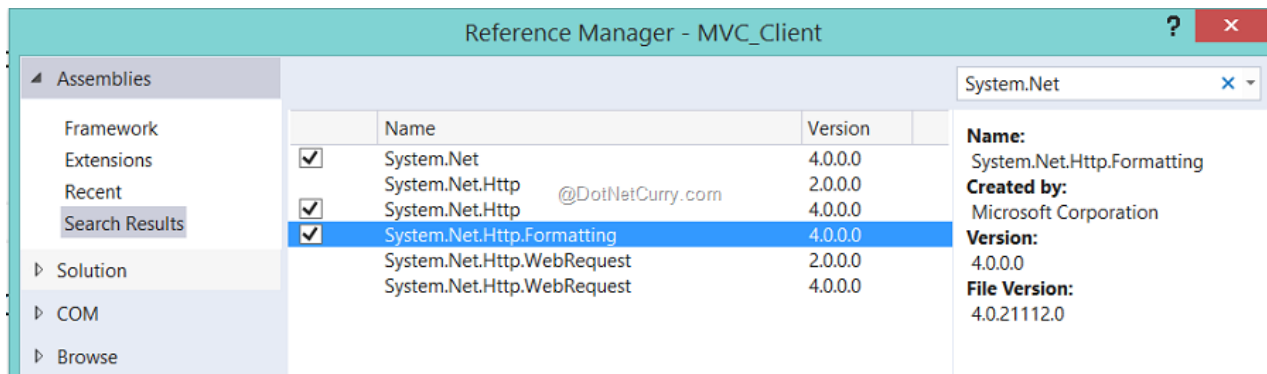 Reference Manager - MVC_Client
?
Assemblies
Framework
Extensions
Recent
Search Results
Solution
COM
Browse
Name Version
System.Net 4.0.0.0
System.Net.Http 2.0.0.0
@DotNetCurry.com
System.Net.Http 4.0.0.0
System.Net.Http.Formatting 4.0.0.0
System.Net.Http.WebRequest 2.0.0.0
System.Net.Http.WebRequest 4.0.0.0
System.Net
Name:
System.Net.Http.Formatting
Created by:
Microsoft Corporation
Version:
4.0.0.0
File Version:
4.0.21112.0